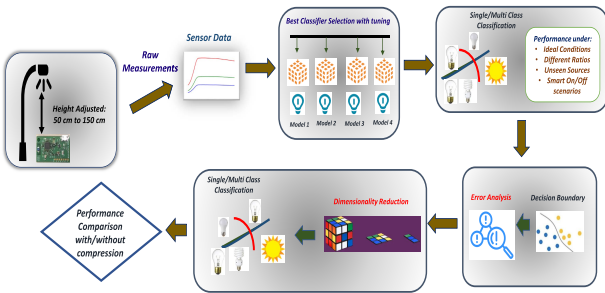 Height Adjusted:
50 cm to 150 cm
Raw
Measurements
Sensor Data
Best Classifier Selection with tuning
Model 1
Model 2
Model 3
Model 4
Single/Multi Class
Classification
Performance under:
• Ideal Conditions
• Different Ratios
• Unseen Sources
• Smart On/Off
scenarios
Error Analysis
Decision Boundary
Single/Multi Class
Classification
Dimensionality Reduction
Performance
Comparison
with/without
compression